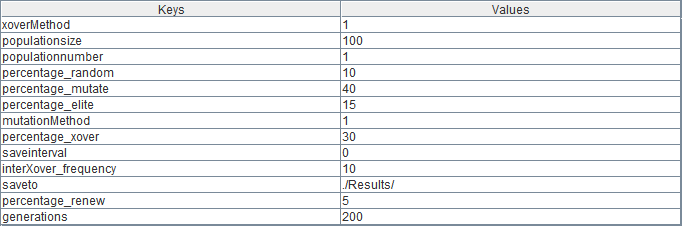 Keys Values
xoverMethod 1
populationsize 100
populationnumber 1
percentage_random 10
percentage_mutate 40
percentage_elite 15
mutationMethod 1
percentage_xover 30
saveinterval 0
interXover_frequency 10
saveto ./Results/
percentage_renew 5
generations 200